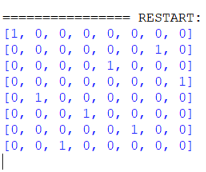 ================ RESTART:
[1, 0, 0, 0, 0, 0, 0, 0]
[0, 0, 0, 0, 0, 0, 1, 0]
[0, 0, 0, 0, 1, 0, 0, 0]
[0, 0, 0, 0, 0, 0, 0, 1]
[0, 1, 0, 0, 0, 0, 0, 0]
[0, 0, 0, 1, 0, 0, 0, 0]
[0, 0, 0, 0, 0, 1, 0, 0]
[0, 0, 1, 0, 0, 0, 0, 0]